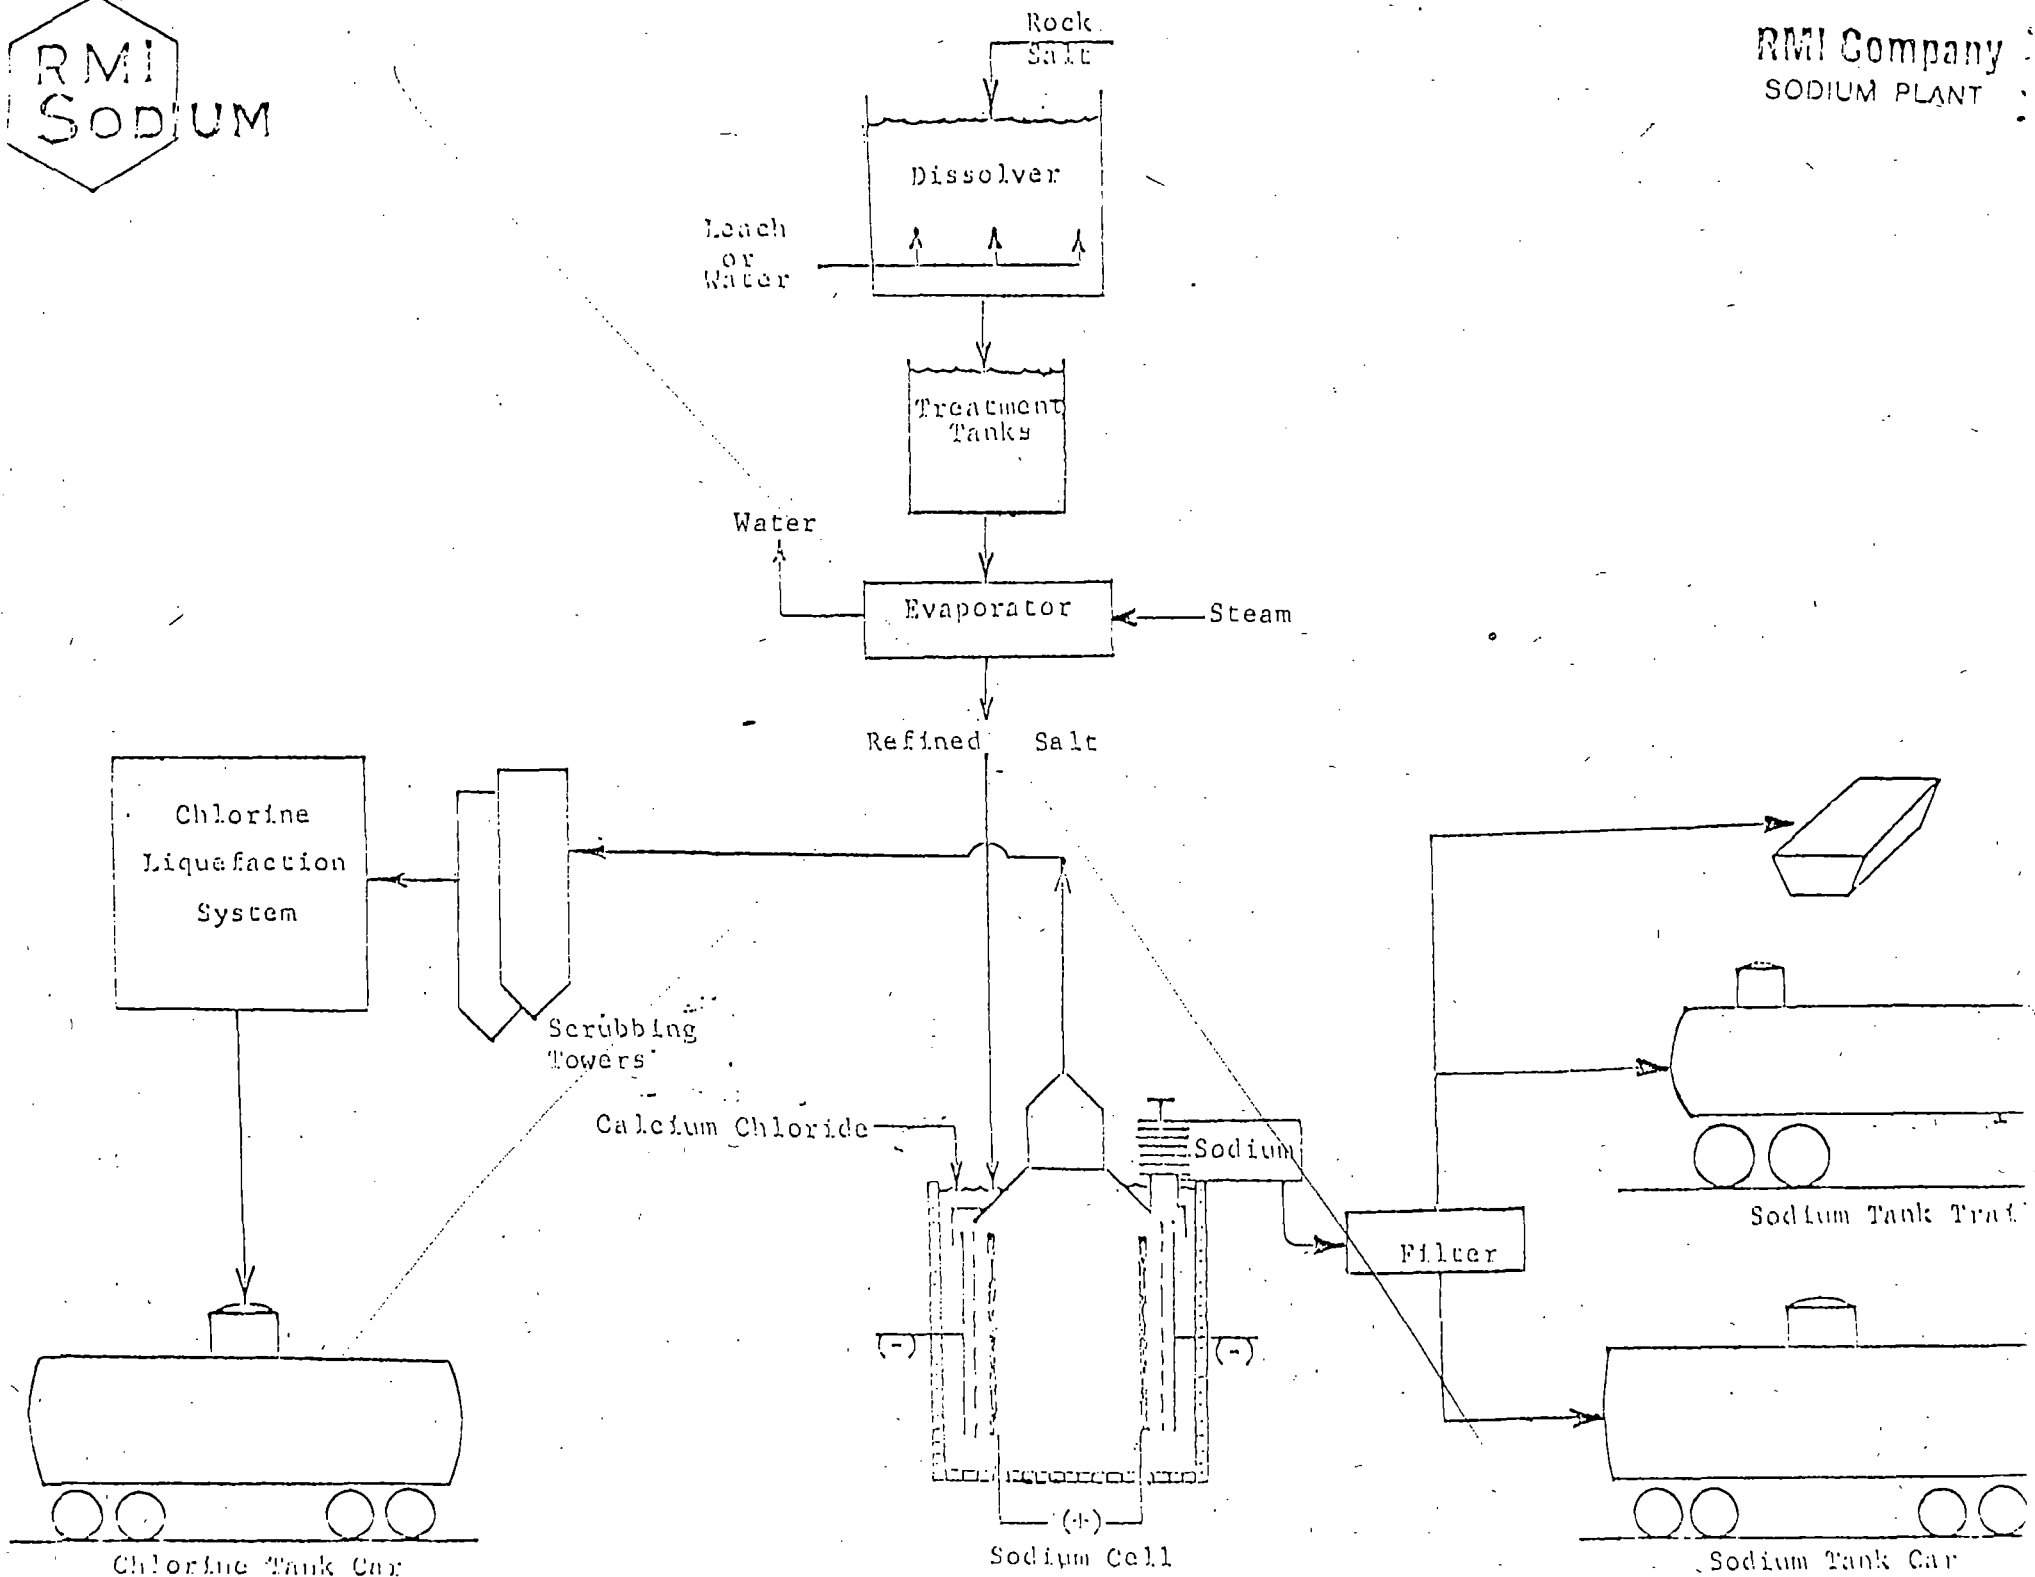 RMI
SODIUM
RMI Company
SODIUM PLANT
Rock
Salt
Dissolver
Leach
or
Water
Treatment
Tanks
Water
Evaporator
Steam
Refined Salt
Chlorine
Liquefaction
System
Scrubbing
Towers
Calcium Chloride
Sodium
Filter
Sodium Tank Trai
(-)
(-)
(+)
Sodium Cell
Chlorine Tank Car
Sodium Tank Car